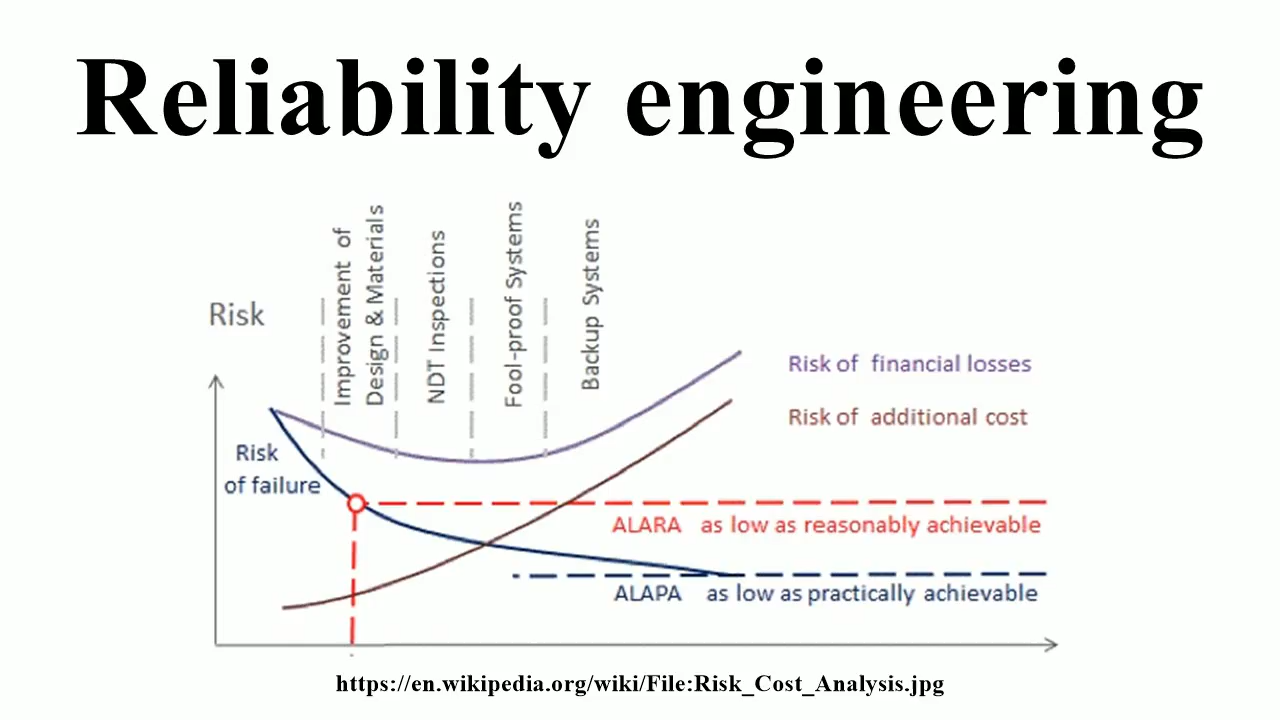 Reliability engineering
Improvement of
Design & Materials
NDT Inspections
Fool-proof Systems
Backup Systems
Risk
Risk of financial losses
Risk of additional cost
Risk
of failure
ALARA as low as reasonably achievable
ALAPA as low as practically achievable
https://en.wikipedia.org/wiki/File:Risk_Cost_Analysis.jpg